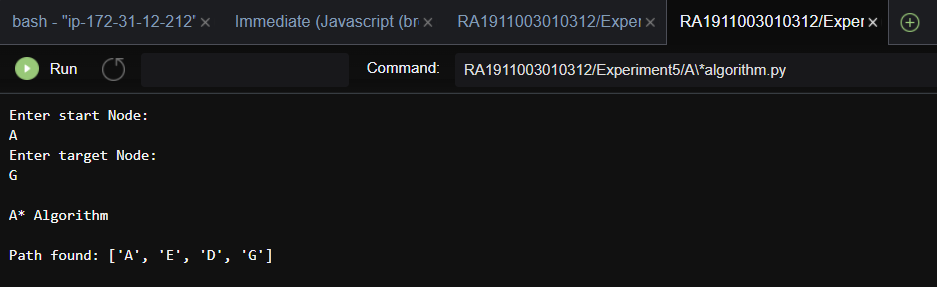 bash - "ip-172-31-12-212" × Immediate (Javascript (bro × RA1911003010312/Exper × RA1911003010312/Exper ×
Run Command: RA1911003010312/Experiment5/A\*algorithm.py
Enter start Node:
A
Enter target Node:
G
A* Algorithm
Path found: ['A', 'E', 'D', 'G']